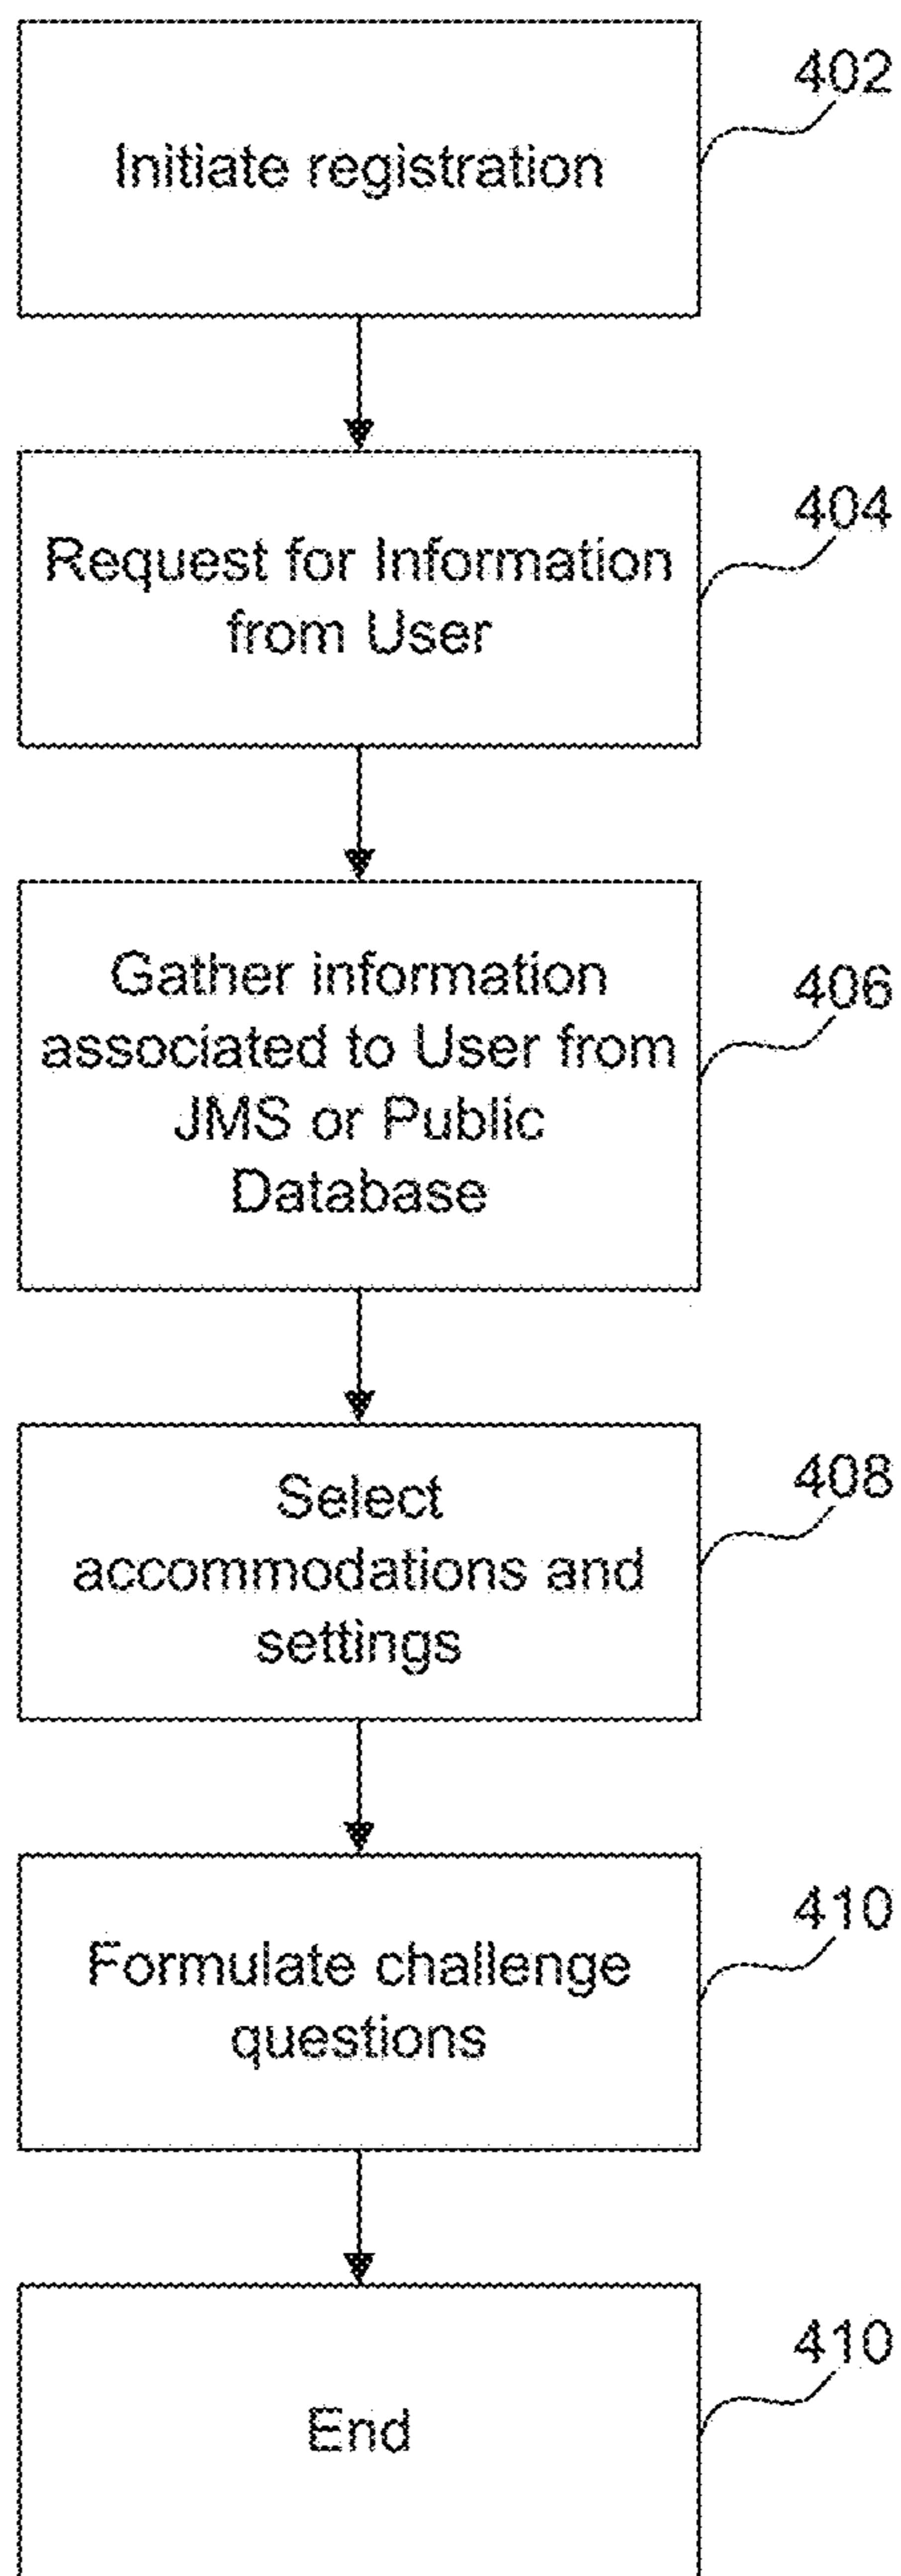 402
Initiate registration
404
Request for Information
from User
406
Gather information
associated to User from
JMS or Public
Database
408
Select
accommodations and
settings
410
Formulate challenge
questions
410
End